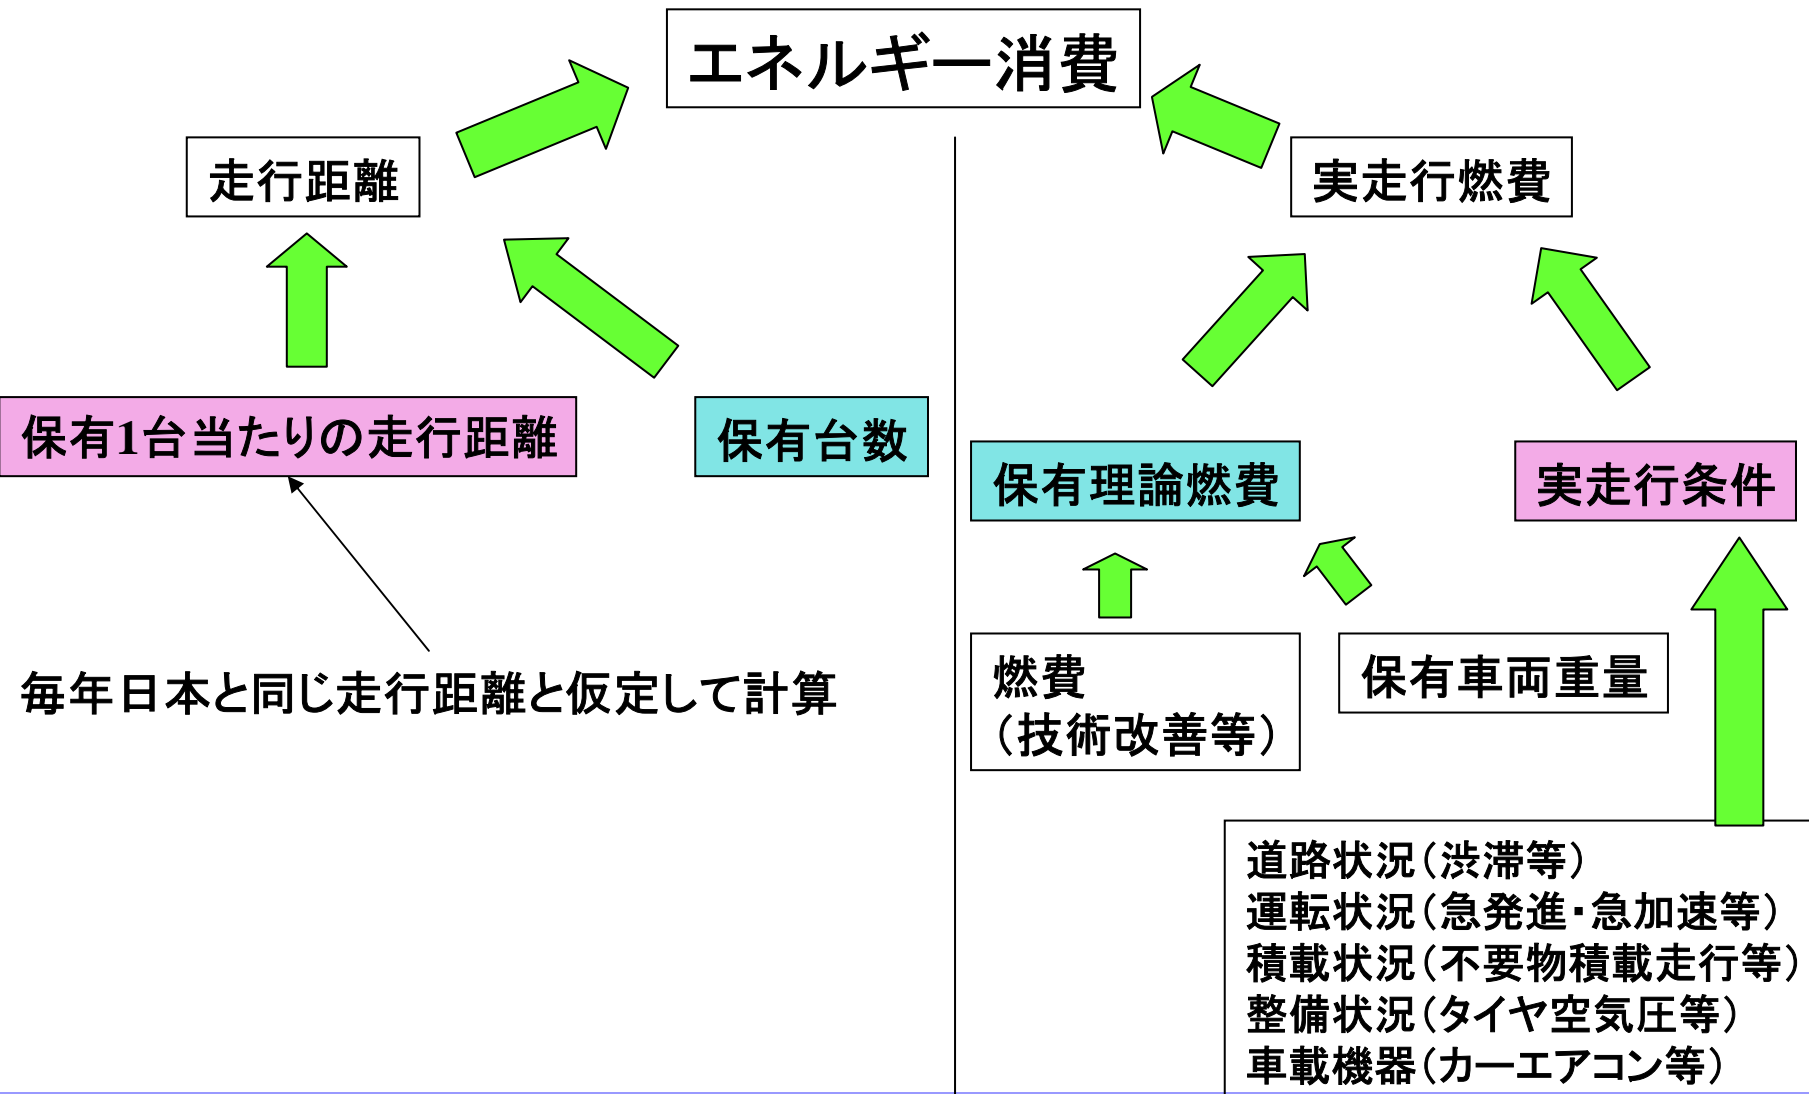 エネルギー消費
走行距離
実走行燃費
保有1台当たりの走行距離
保有台数
保有理論燃費
実走行条件
毎年日本と同じ走行距離と仮定して計算
燃費
（技術改善等）
保有車両重量
道路状況（渋滞等）
運転状況（急発進・急加速等）
積載状況（不要物積載走行等）
整備状況（タイヤ空気圧等）
車載機器（カーエアコン等）